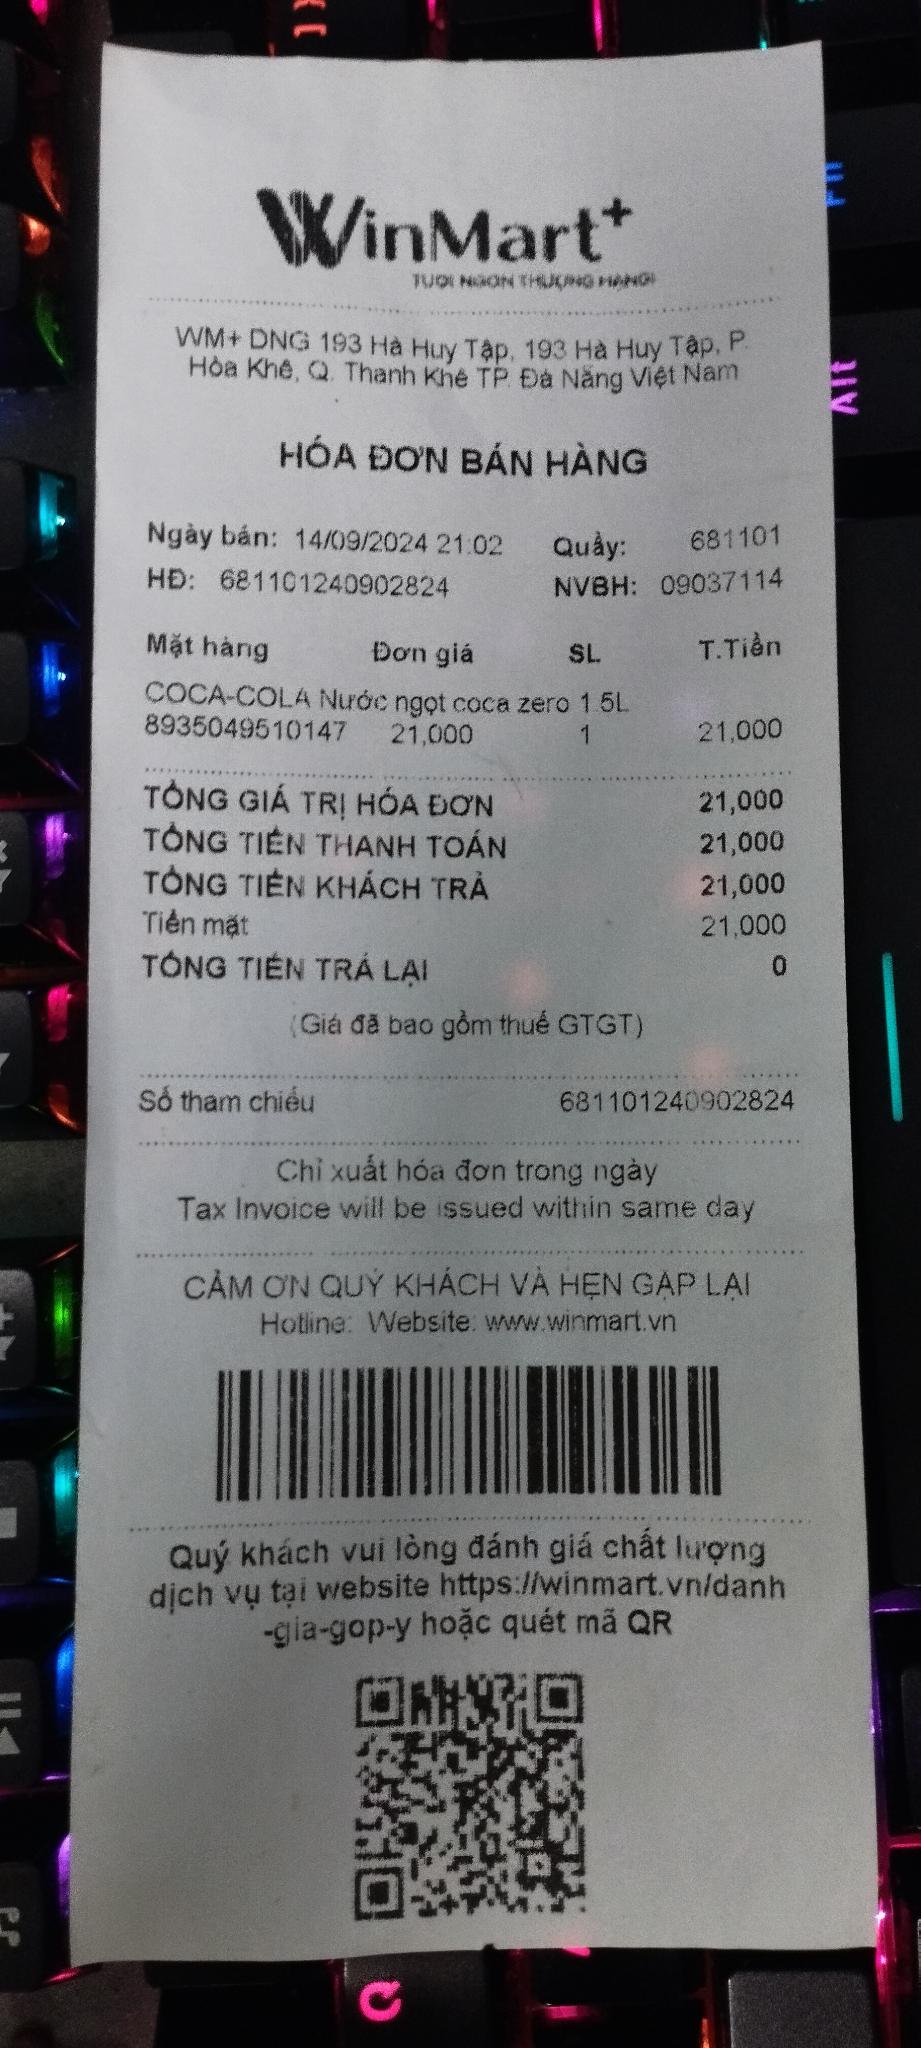 WinMart+
TƯƠI NGON THƯỢNG HẠNG!
WM+ DNG 193 Hà Huy Tập, 193 Hà Huy Tập, P.
Hòa Khê, Q. Thanh Khê TP. Đà Nẵng Việt Nam
HÓA ĐƠN BÁN HÀNG
Ngày bán: 14/09/2024 21:02 Quầy: 681101
HĐ: 681101240902824 NVBH: 09037114
Mặt hàng Đơn giá SL T.Tiền
COCA-COLA Nước ngọt coca zero 1.5L
8935049510147 21,000 1 21,000
TỔNG GIÁ TRỊ HÓA ĐƠN 21,000
TỔNG TIỀN THANH TOÁN 21,000
TỔNG TIỀN KHÁCH TRẢ 21,000
Tiền mặt 21,000
TỔNG TIỀN TRẢ LẠI 0
(Giá đã bao gồm thuế GTGT)
Số tham chiếu 681101240902824
Chỉ xuất hóa đơn trong ngày
Tax Invoice will be issued within same day
CẢM ƠN QUÝ KHÁCH VÀ HẸN GẶP LẠI
Hotline: Website: www.winmart.vn
Quý khách vui lòng đánh giá chất lượng
dịch vụ tại website https://winmart.vn/danh
-gia-gop-y hoặc quét mã QR
Alt